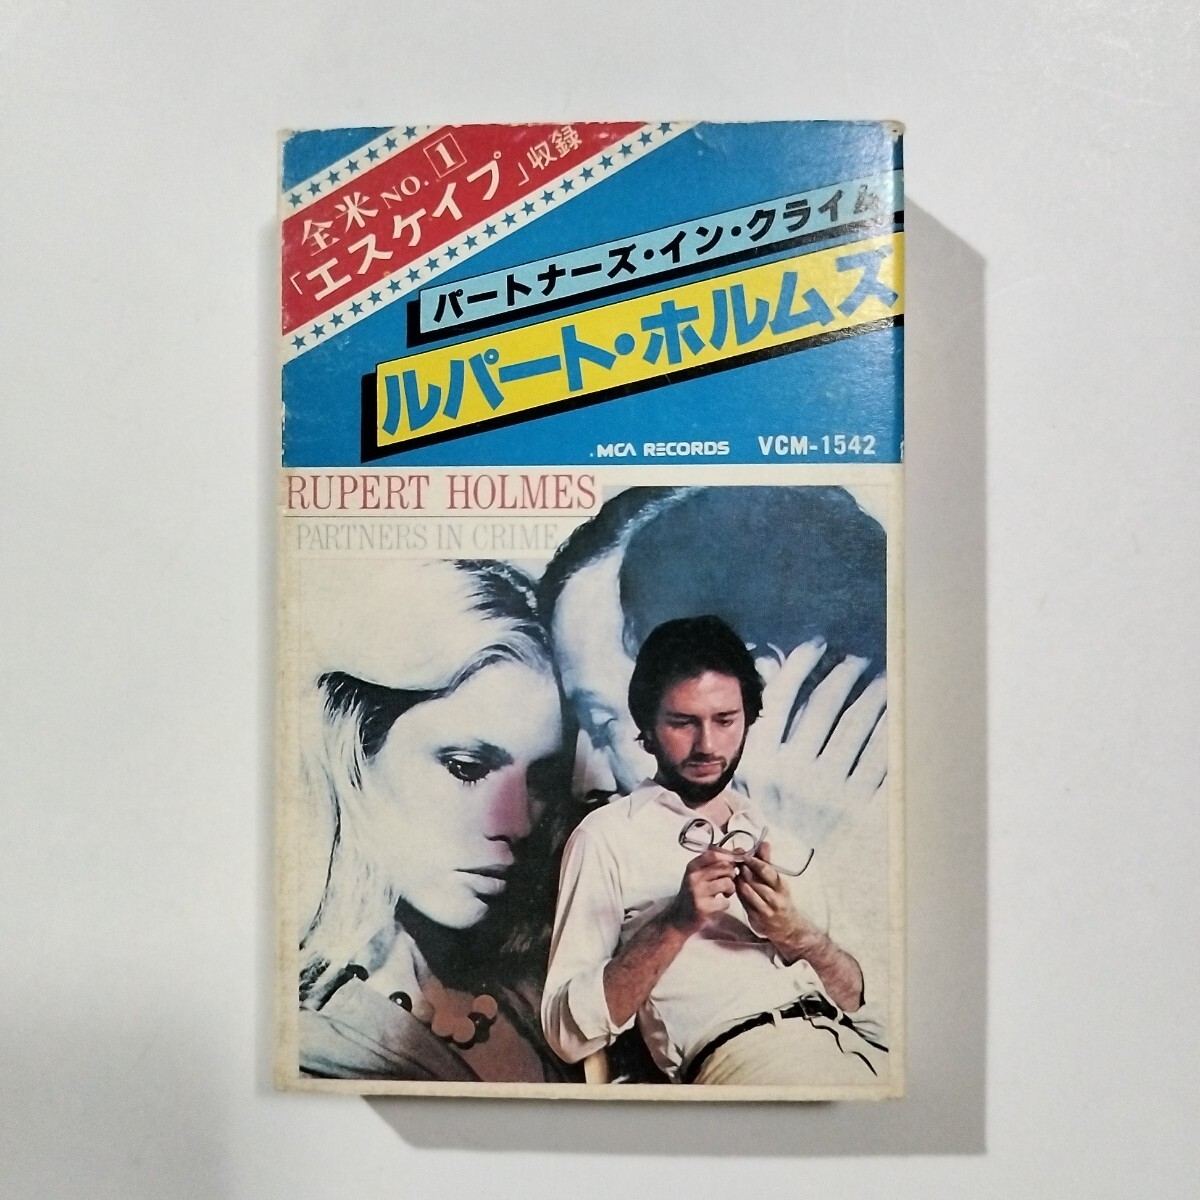 全米NO.1
「エスケイプ」収録
パートナーズ・イン・クライム
ルパート・ホルムズ
MCA RECORDS VCM-1542
RUPERT HOLMES
PARTNERS IN CRIME